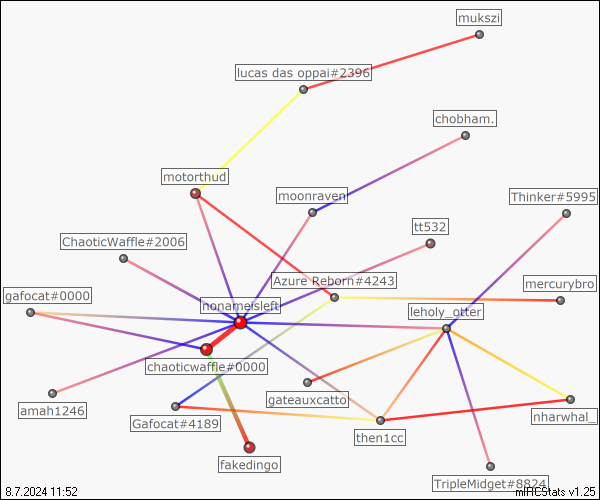 mukszi
lucas das oppai#2396
chobham.
motorthud
moonraven
Thinker#5995
tt532
ChaoticWaffle#2006
Azure Reborn#4243
mercurybro
gafocat#0000
nonameisleft
leholy_otter
chaoticwaffle#0000
gateauxcatto
amah1246
Gafocat#4189
nharwhal_
then1cc
fakedingo
TripleMidget#8824
8.7.2024 11:52
mIRCStats v1.25